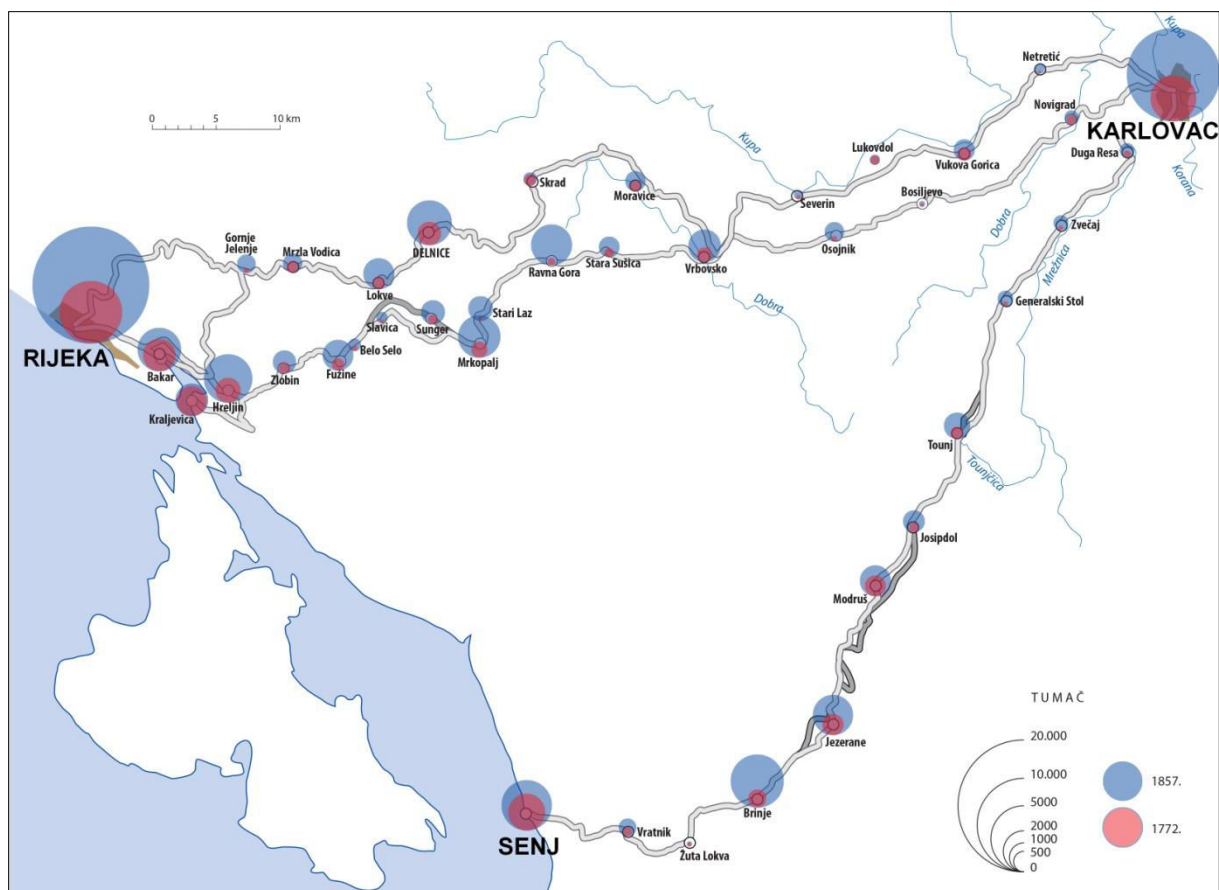 Kupa
Netretić
0 10 km
Novigrad
KARLOVAC
Kupa
Lukovdol
Vukova Gorica
Duga Resa
Korana
Skrad
Moravice
Severin
Bosiljevo
Dobra
Zvečaj
Gornje
Jelenje
Mrzla Vodica
DELNICE
Ravna Gora
Stara Sušica
Vrbovsko
Osojnik
Mrežnica
Lokve
Dobra
Generalski Stol
Stari Laz
Slavica
Sunger
RIJEKA
Bakar
Belo Selo
Mrkopalj
Zlobin
Fužine
Hreljin
Kraljevica
Tounj
Tounjčica
Josipdol
Modruš
TUMAČ
20.000
10.000
5000
2000
1000
500
0
1857.
1772.
Jezerane
Brinje
SENJ
Vratnik
Žuta Lokva